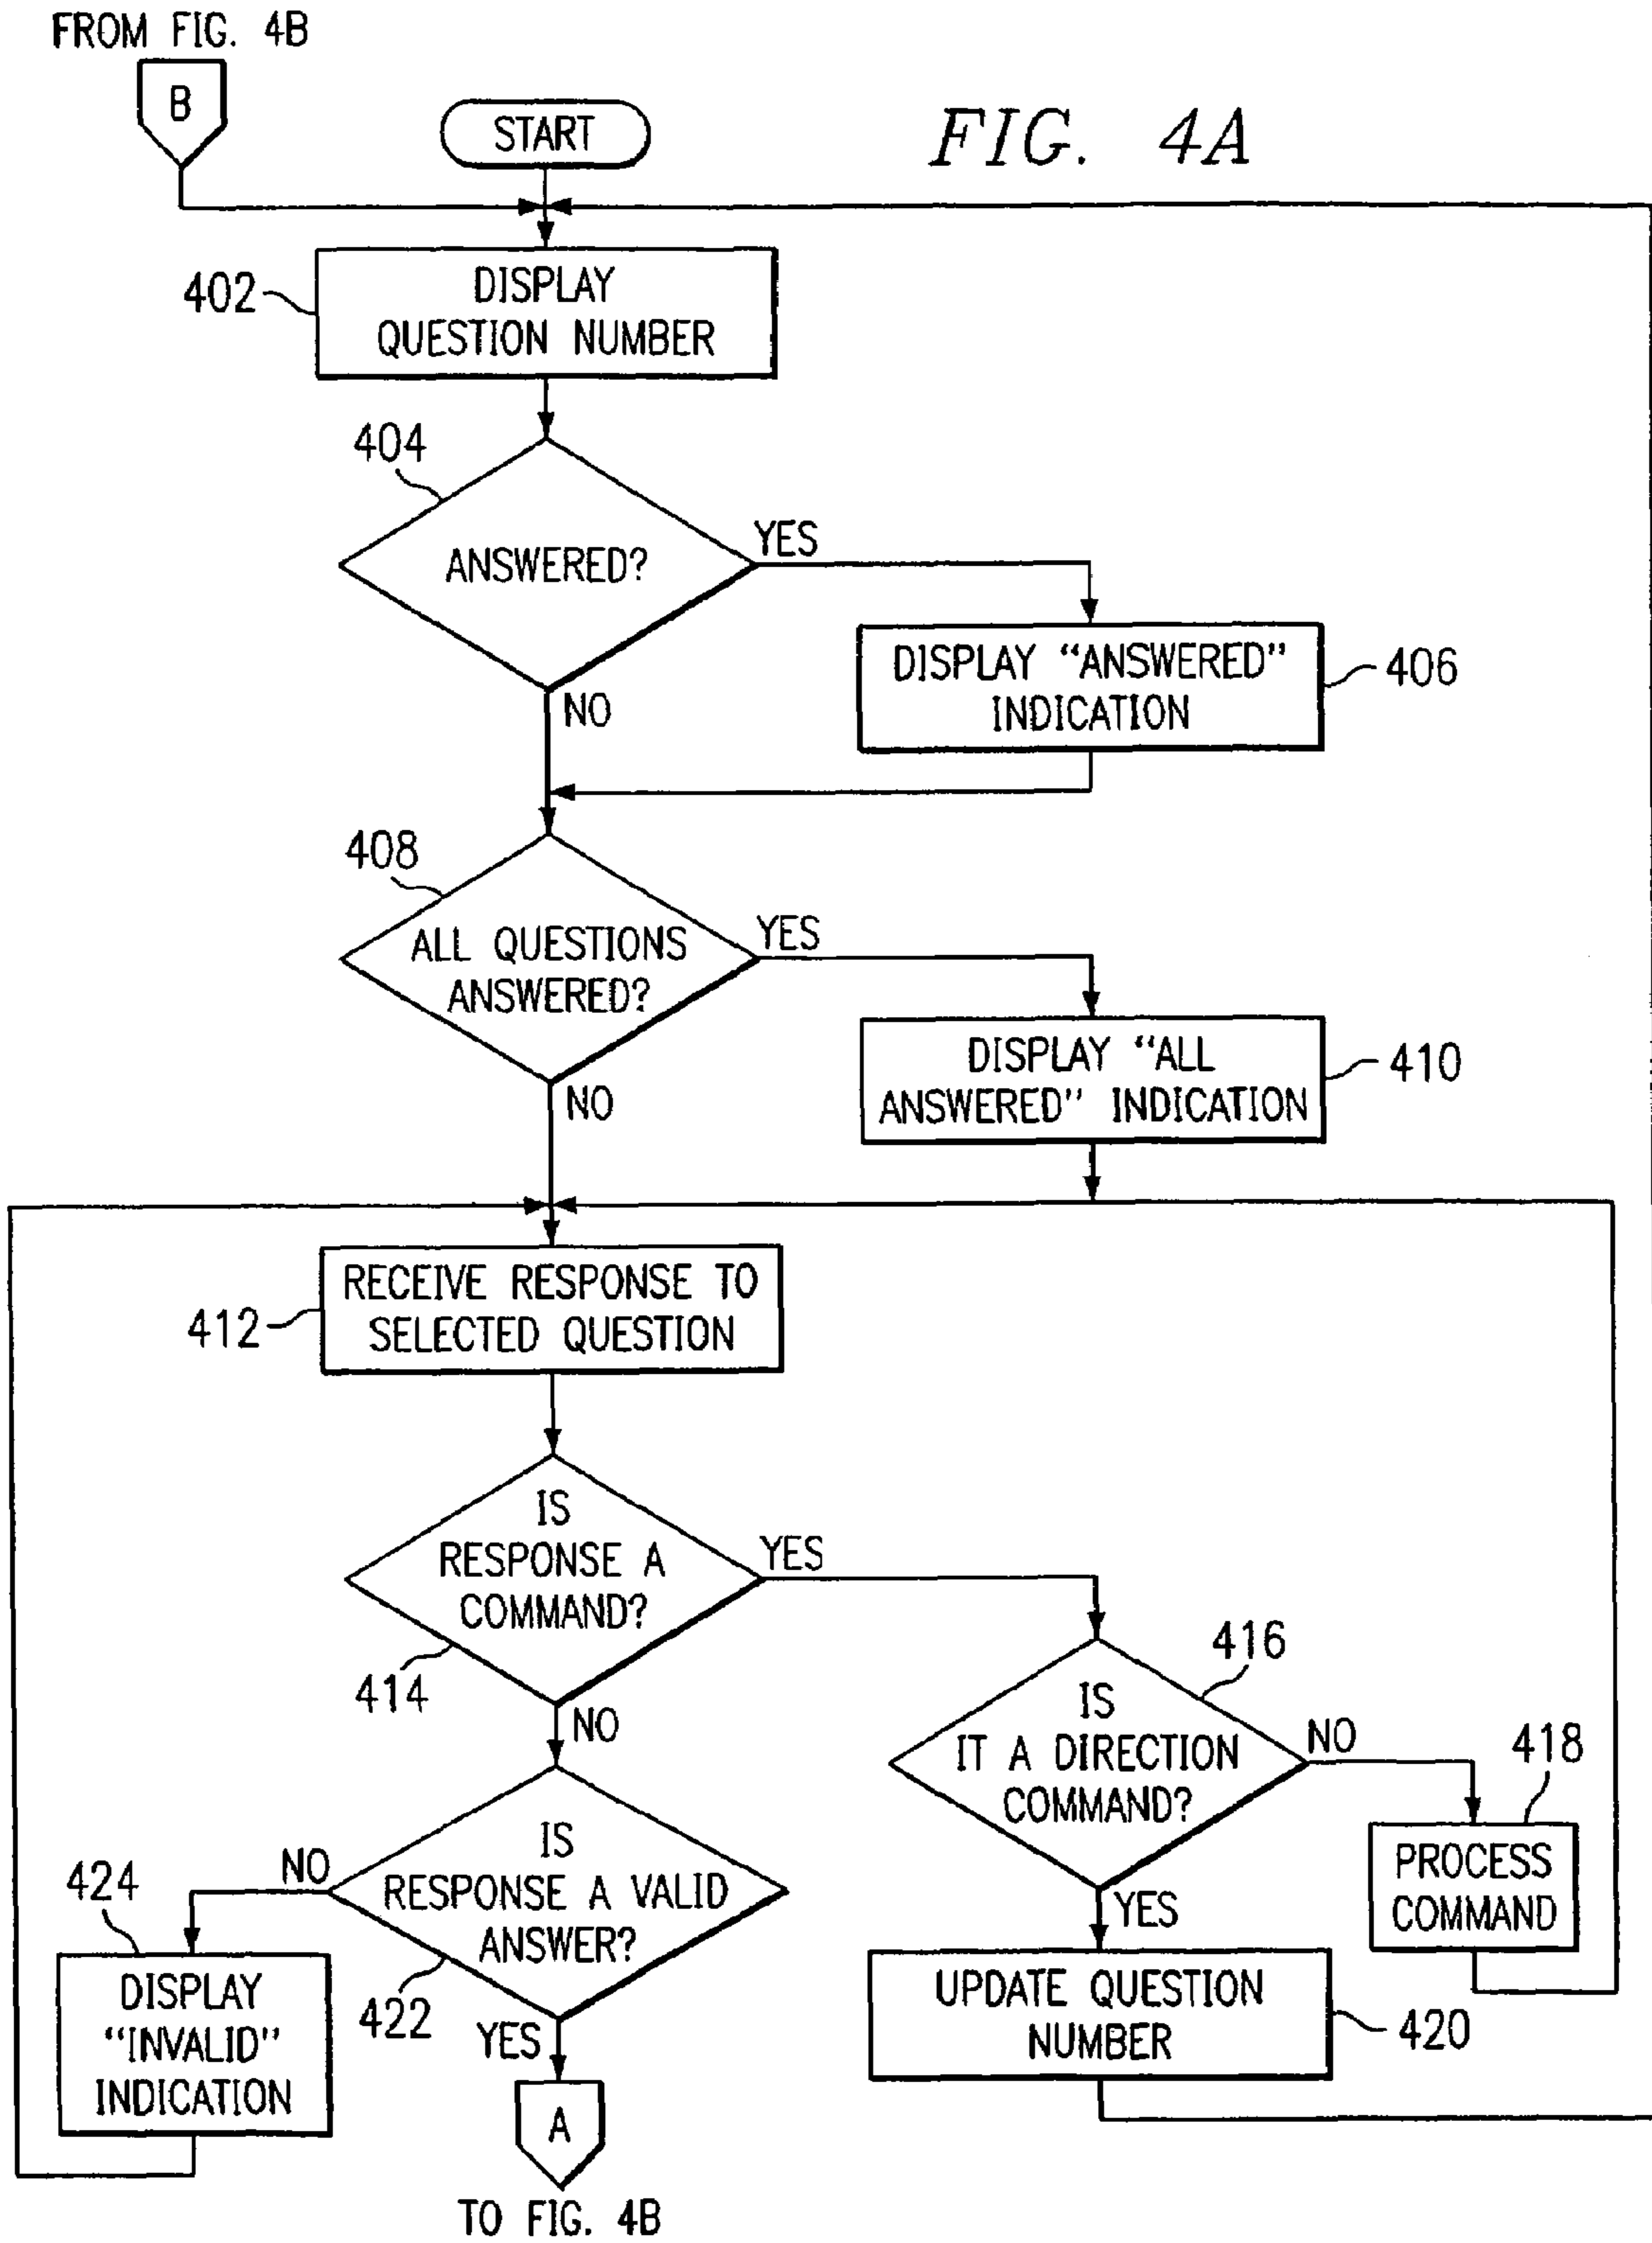 FROM FIG. 4B
B
START
FIG. 4A
402
DISPLAY
QUESTION NUMBER
404
ANSWERED?
YES
NO
DISPLAY “ANSWERED”
INDICATION
406
408
ALL QUESTIONS
ANSWERED?
YES
NO
DISPLAY “ALL
ANSWERED” INDICATION
410
412
RECEIVE RESPONSE TO
SELECTED QUESTION
IS
RESPONSE A
COMMAND?
YES
414
NO
416
IS
IT A DIRECTION
COMMAND?
NO
YES
418
PROCESS
COMMAND
IS
RESPONSE A VALID
ANSWER?
NO
422
YES
424
DISPLAY
“INVALID”
INDICATION
UPDATE QUESTION
NUMBER
420
A
TO FIG. 4B